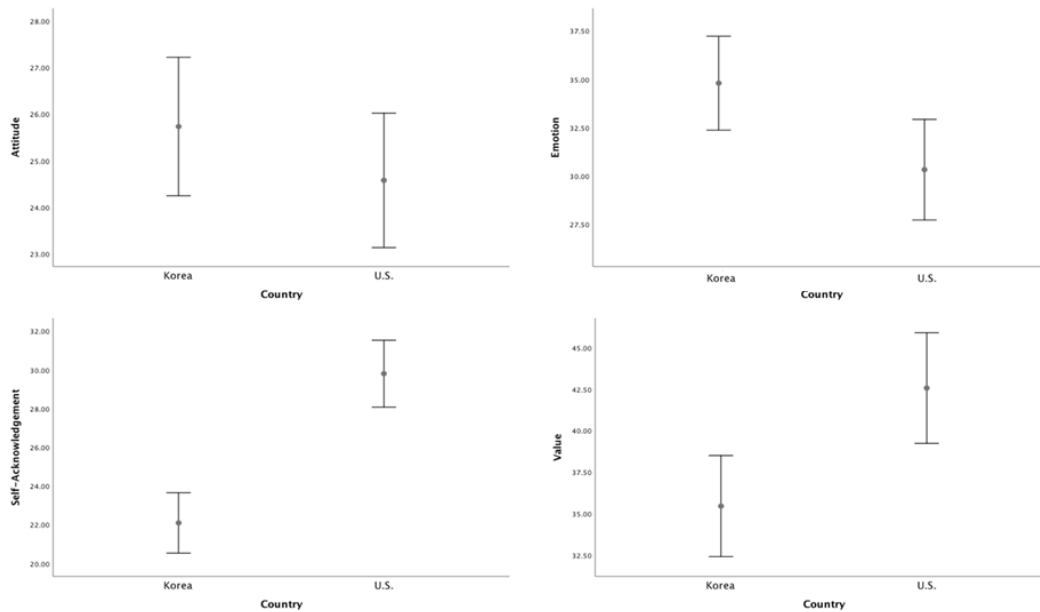 28.00
27.00
26.00
25.00
24.00
23.00
Attitude
Korea
U.S.
Country
37.50
35.00
32.50
30.00
27.50
Emotion
Korea
U.S.
Country
32.00
30.00
28.00
26.00
24.00
22.00
20.00
Self-Acknowledgement
Korea
U.S.
Country
45.00
42.50
40.00
37.50
35.00
32.50
Value
Korea
U.S.
Country